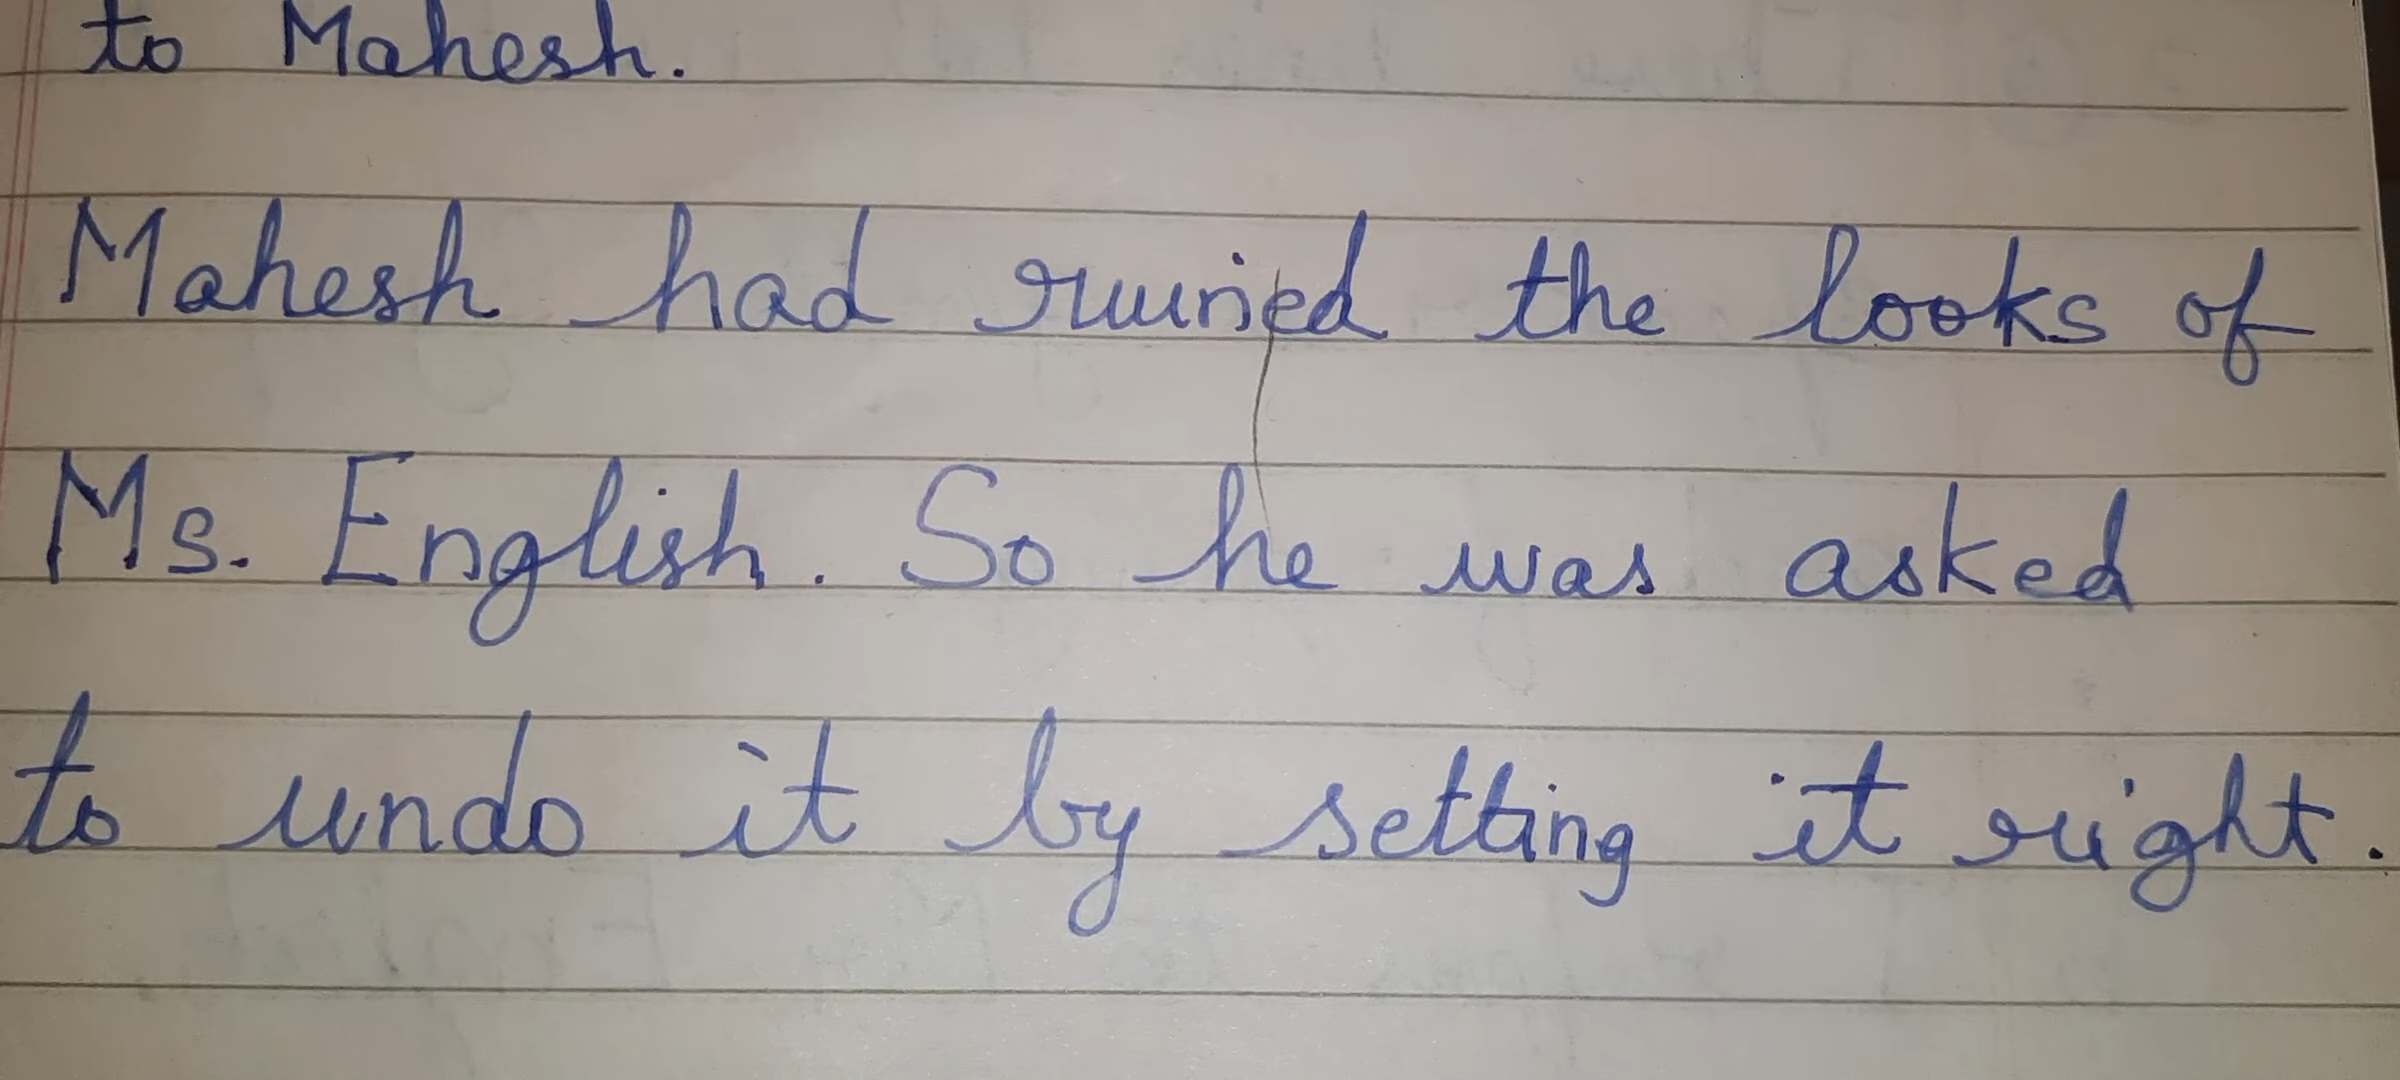 to Mahesh.
Mahesh had ruined the looks of
Ms. English. So he was asked
to undo it by setting it right.